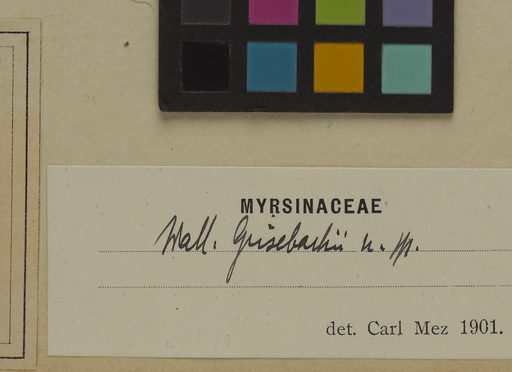 MYRSINACEAE
Wall. Grisebachii n. sp.
det. Carl Mez 1901.